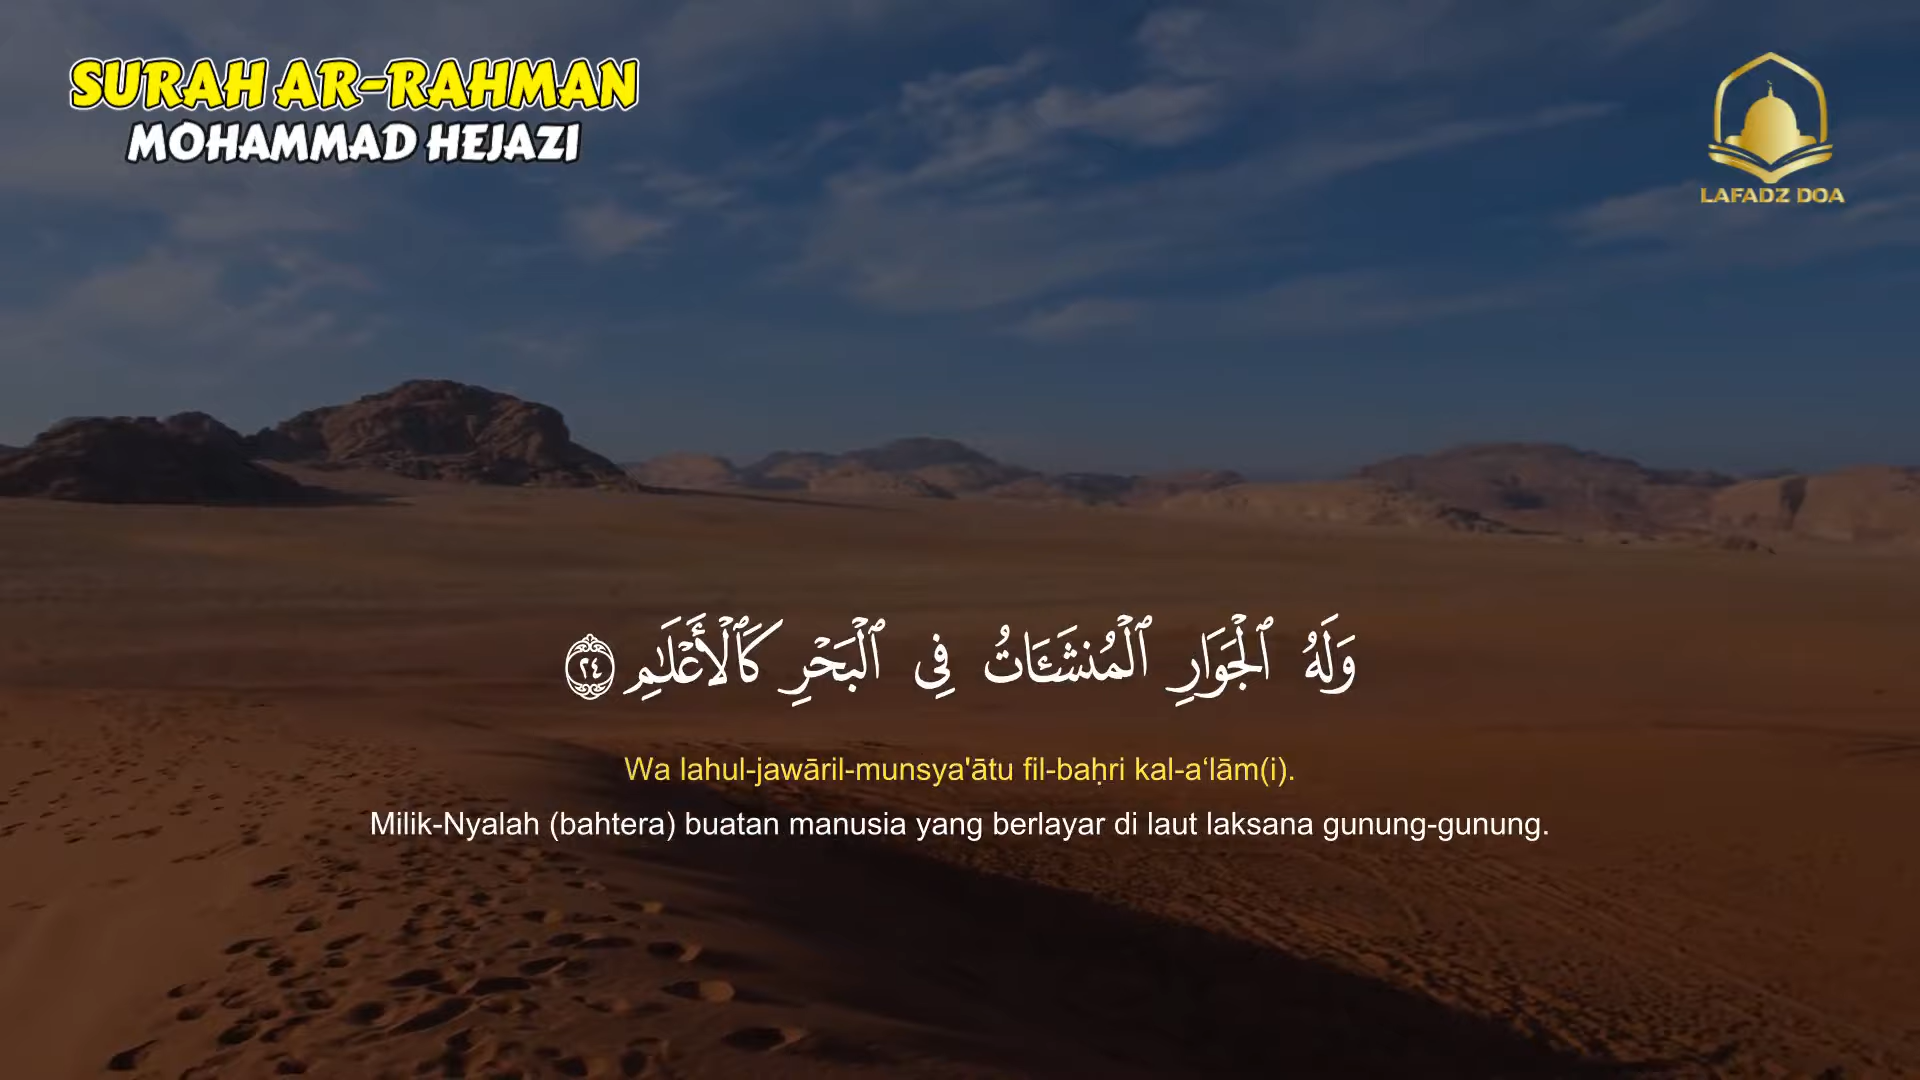 SURAH AR-RAHMAN
MOHAMMAD HEJAZI
LAFADZ DOA
وَلَهُ ٱلْجَوَارِ ٱلْمُنشَـَٔاتُ فِى ٱلْبَحْرِ كَٱلْأَعْلَـٰمِ ٢٤
Wa lahul-jawāril-munsya'ātu fil-baḥri kal-a‘lām(i).
Milik-Nyalah (bahtera) buatan manusia yang berlayar di laut laksana gunung-gunung.